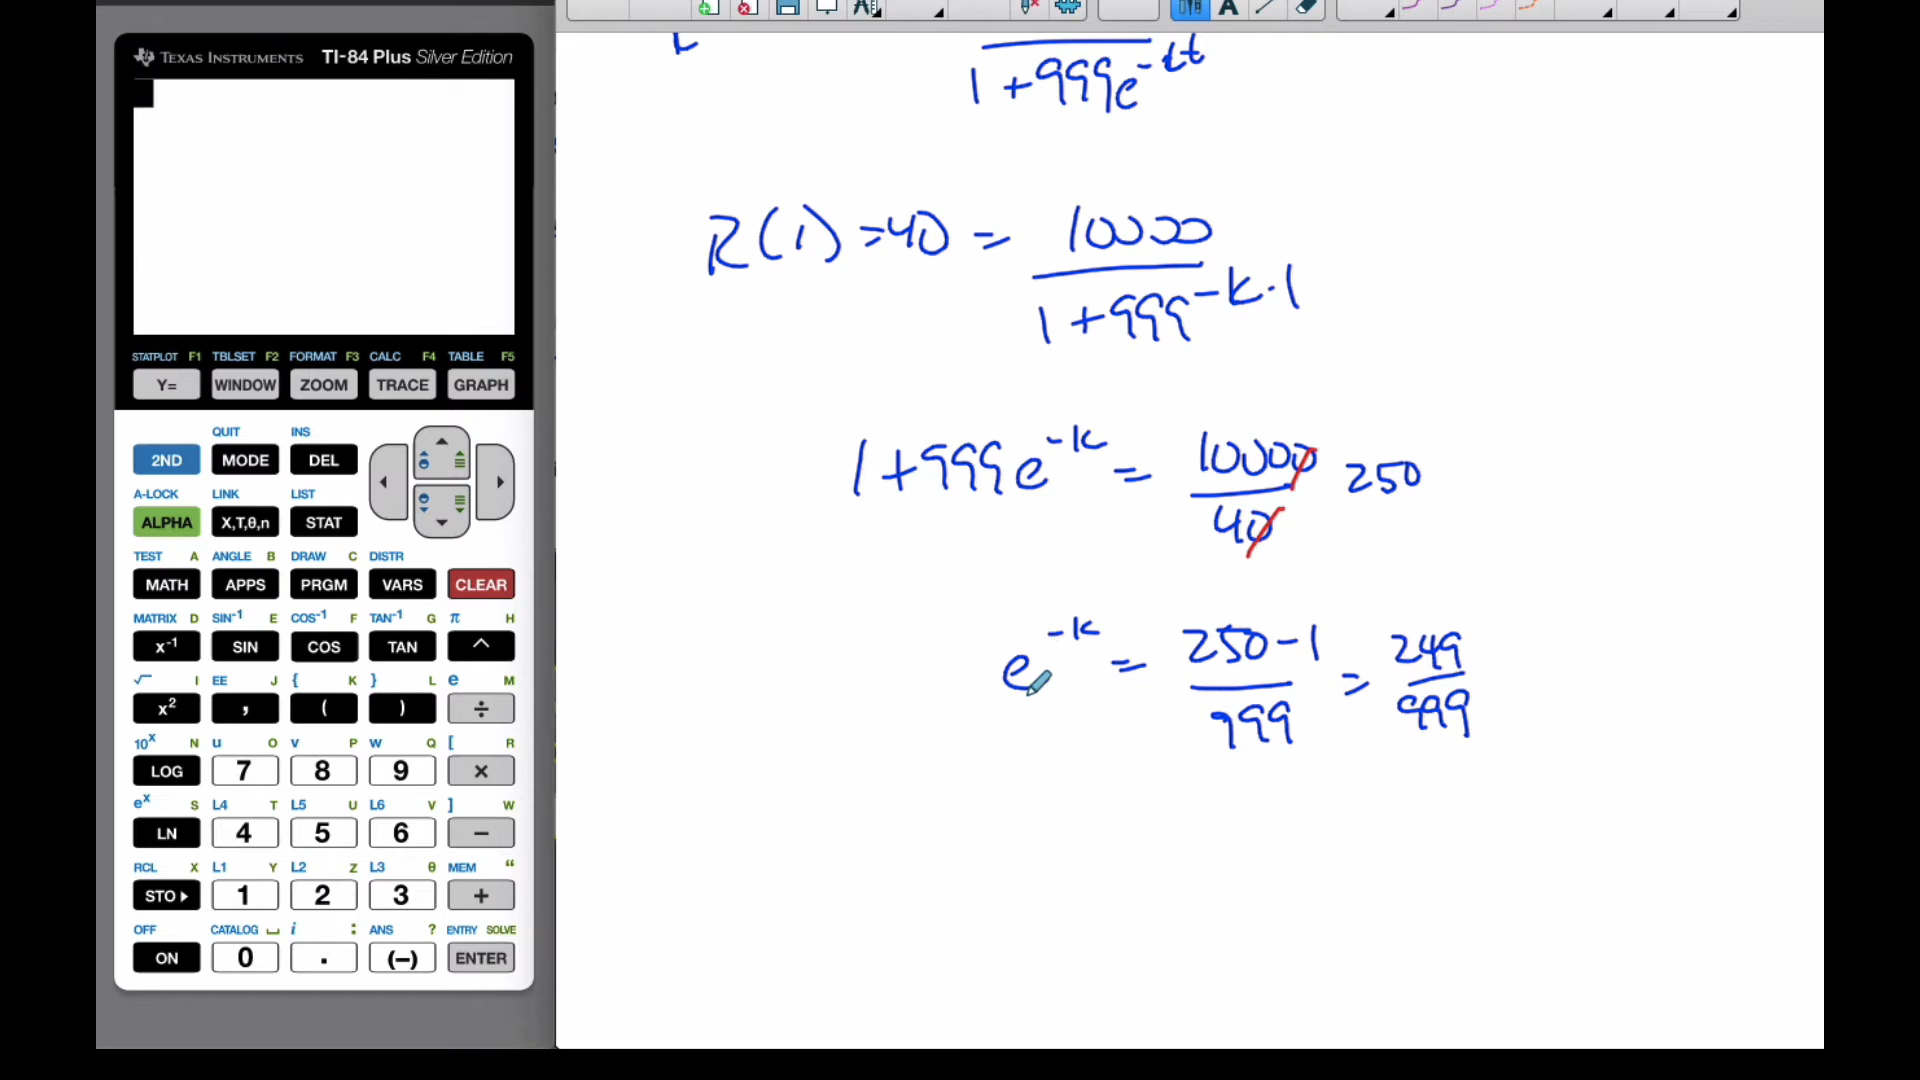 TEXAS INSTRUMENTS TI-84 Plus Silver Edition
STATPLOT F1 TBLSET F2 FORMAT F3 CALC F4 TABLE F5
Y= WINDOW ZOOM TRACE GRAPH
QUIT INS
2ND MODE DEL
A-LOCK LINK LIST
ALPHA X,T,θ,n STAT
TEST A ANGLE B DRAW C DISTR
MATH APPS PRGM VARS CLEAR
MATRIX D SIN⁻¹ E COS⁻¹ F TAN⁻¹ G π H
x⁻¹ SIN COS TAN ^
√ I EE J { K } L e M
x² , ( ) ÷
10ˣ N u O v P w Q [ R
LOG 7 8 9 ×
eˣ S L4 T L5 U L6 V ] W
LN 4 5 6 −
RCL X L1 Y L2 Z L3 θ MEM “
STO▶ 1 2 3 +
OFF CATALOG ⎵ i : ANS ? ENTRY SOLVE
ON 0 . (−) ENTER
1+999e
R(1)=40 = 10000
1+999^-k·1
1+999e^-k = 10000 250
40
e^-k = 250-1 = 249
999 999